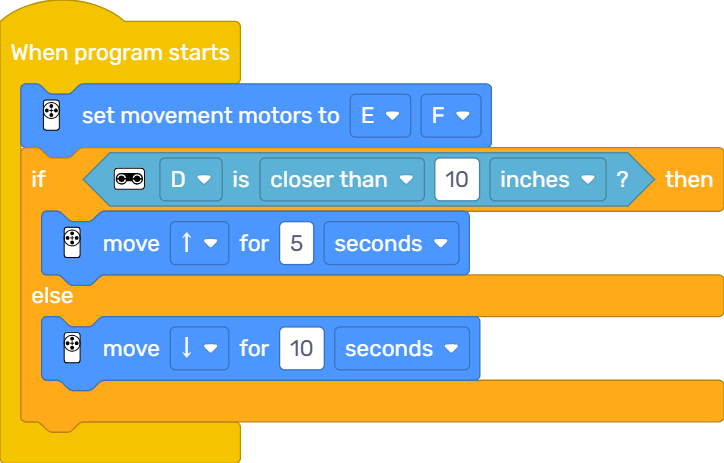 When program starts
set movement motors to E F
if D is closer than 10 inches ? then
move ↑ for 5 seconds
else
move ↓ for 10 seconds